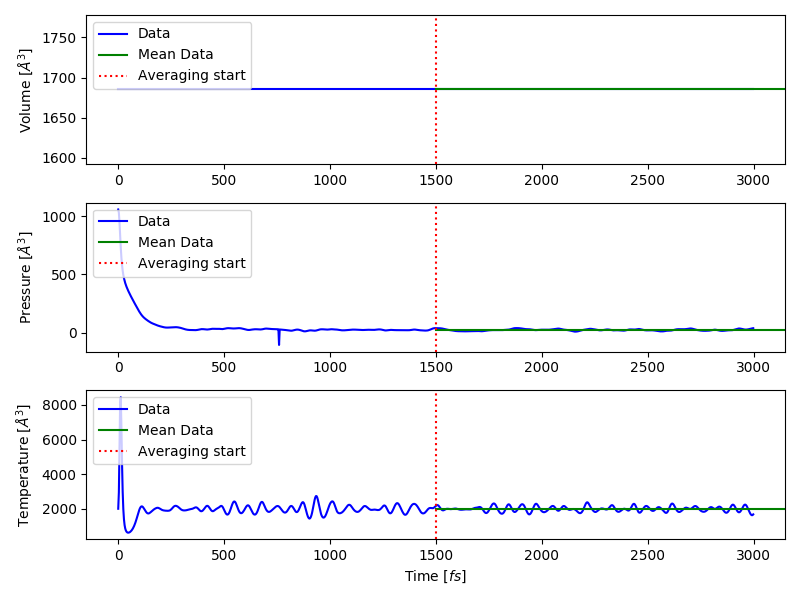 Volume [Å³]
1750
1700
1650
1600
Data
Mean Data
Averaging start
0 500 1000 1500 2000 2500 3000
Pressure [Å³]
1000
500
0
Data
Mean Data
Averaging start
0 500 1000 1500 2000 2500 3000
Temperature [Å³]
8000
6000
4000
2000
Data
Mean Data
Averaging start
0 500 1000 1500 2000 2500 3000
Time [fs]